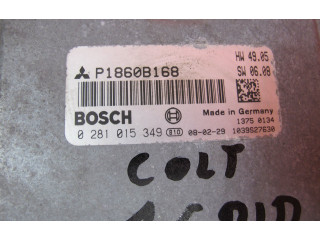 P1860B168
HW 49.05
SW 06.08
BOSCH
Made in Germany
1375 0134
0 281 015 349 B10 08-02-29 1039S27630
COLT